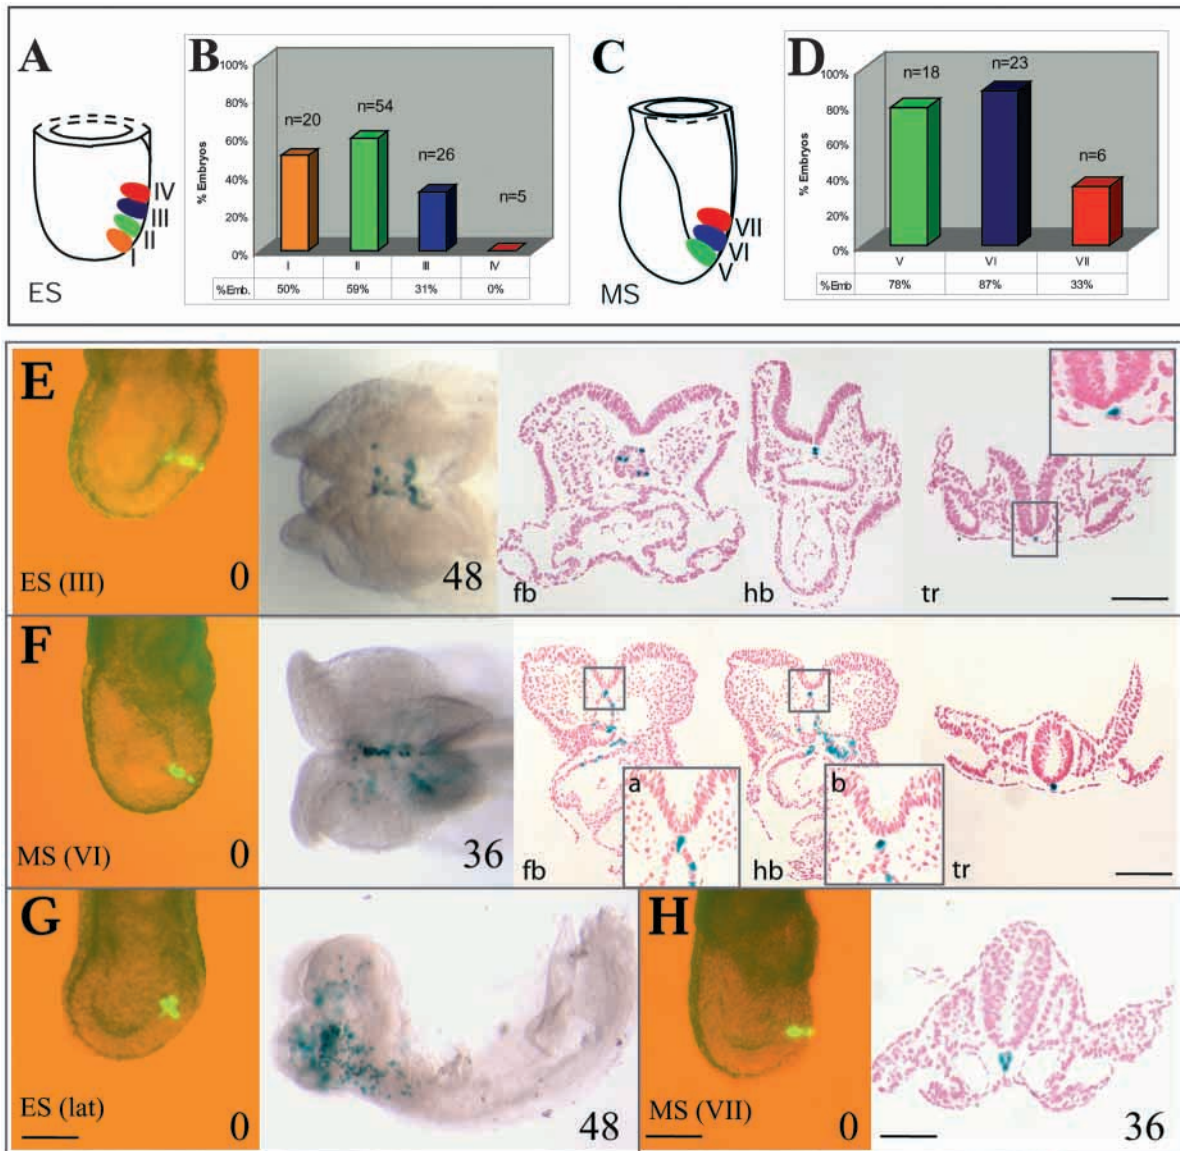 A
IV
III
II
I
ES
B
100%
80%
60%
40%
20%
0%
% Embryos
n=20
n=54
n=26
n=5
I II III IV
%Emb. 50% 59% 31% 0%
C
VII
VI
V
MS
D
100%
80%
60%
40%
20%
0%
% Embryos
n=18
n=23
n=6
V VI VII
%Emb 78% 87% 33%
E
ES (III)
0
48
fb
hb
tr
F
MS (VI)
0
36
a
fb
b
hb
tr
G
ES (lat)
0
48
H
MS (VII)
0
36